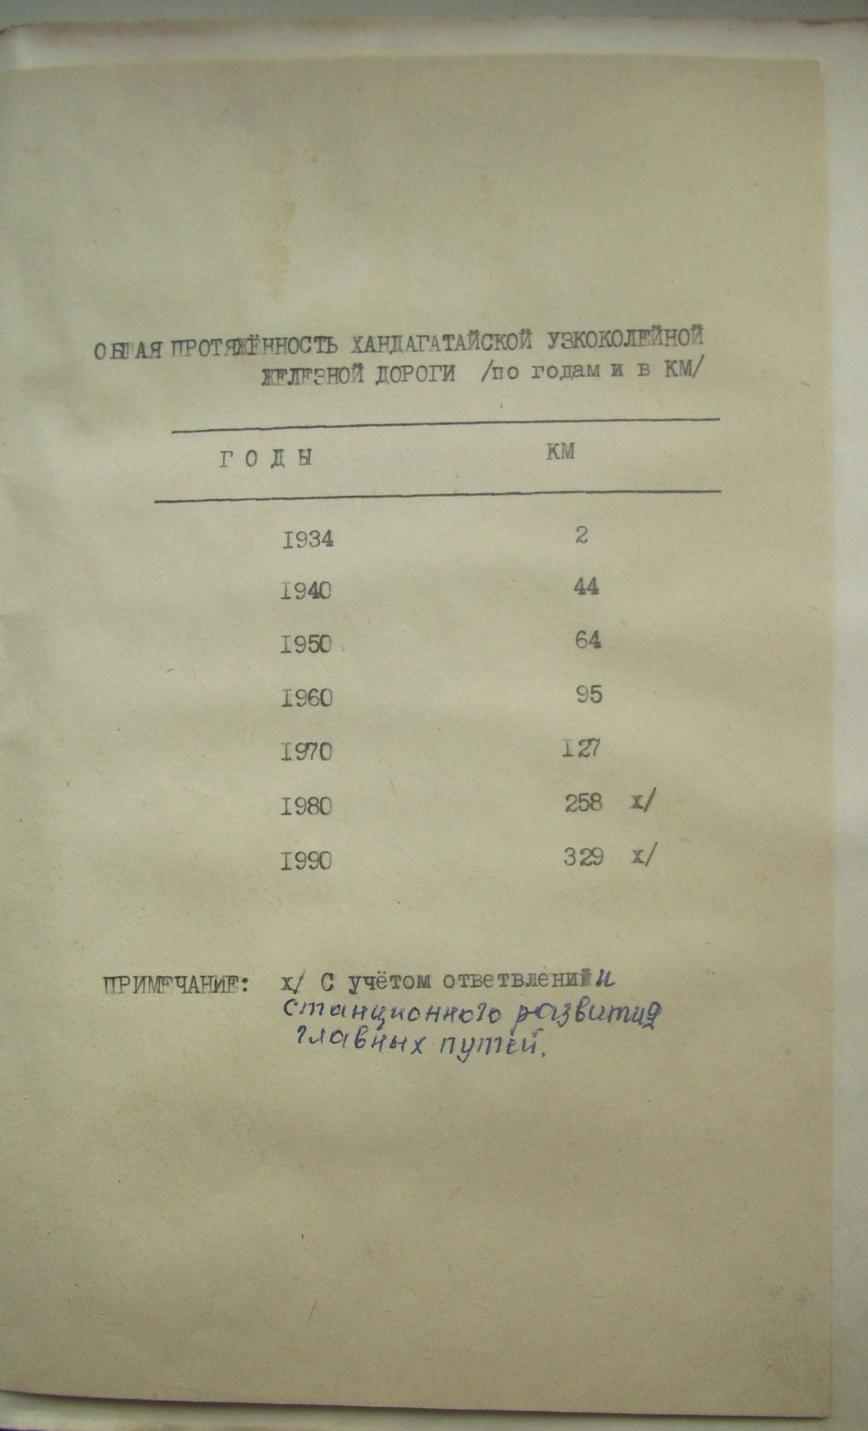 ОБЩАЯ ПРОТЯЖЁННОСТЬ ХАНДАГАТАЙСКОЙ УЗКОКОЛЕЙНОЙ
ЖЕЛЕЗНОЙ ДОРОГИ /по годам и в КМ/
Г О Д Ы КМ
1934 2
1940 44
1950 64
1960 95
1970 127
1980 258 х/
1990 329 х/
ПРИМЕЧАНИЕ: х/ С учётом ответвлений и
станционного развития
главных путей.